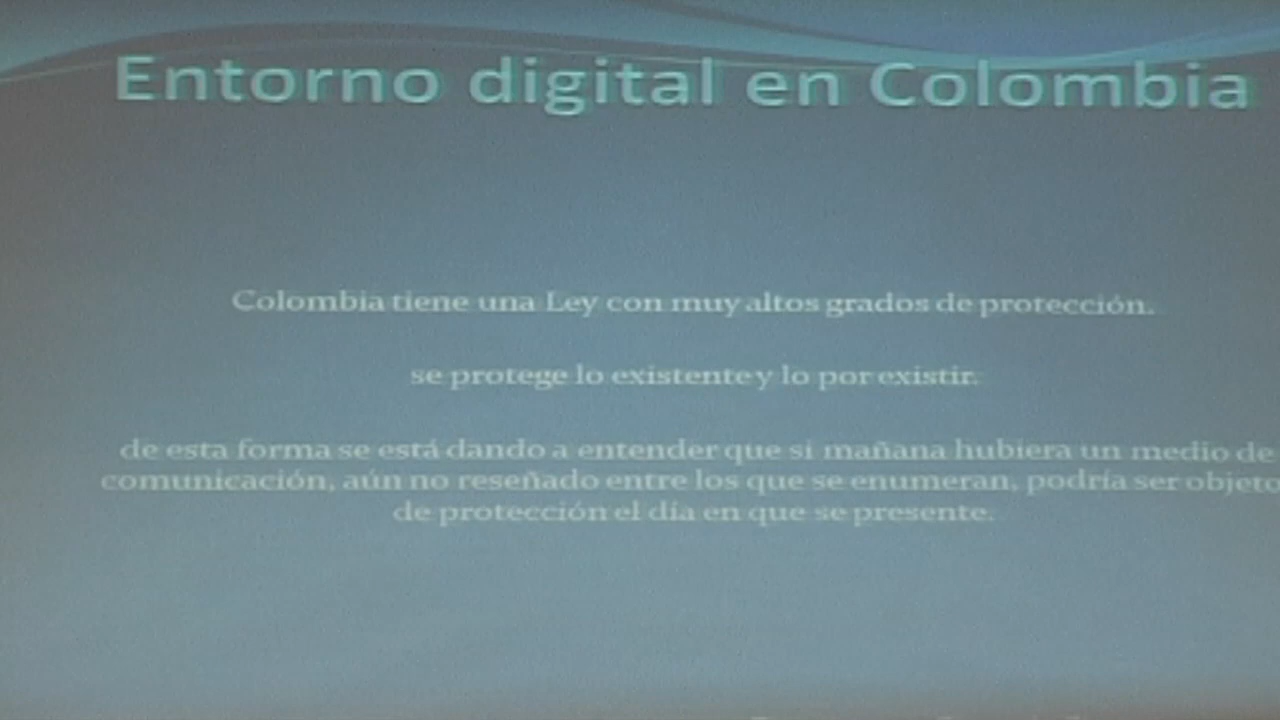 Entorno digital en Colombia
Colombia tiene una Ley con muy altos grados de protección.
se protege lo existente y lo por existir.
de esta forma se está dando a entender que si mañana hubiera un medio de
comunicación, aún no reseñado entre los que se enumeran, podría ser objeto
de protección el día en que se presente.